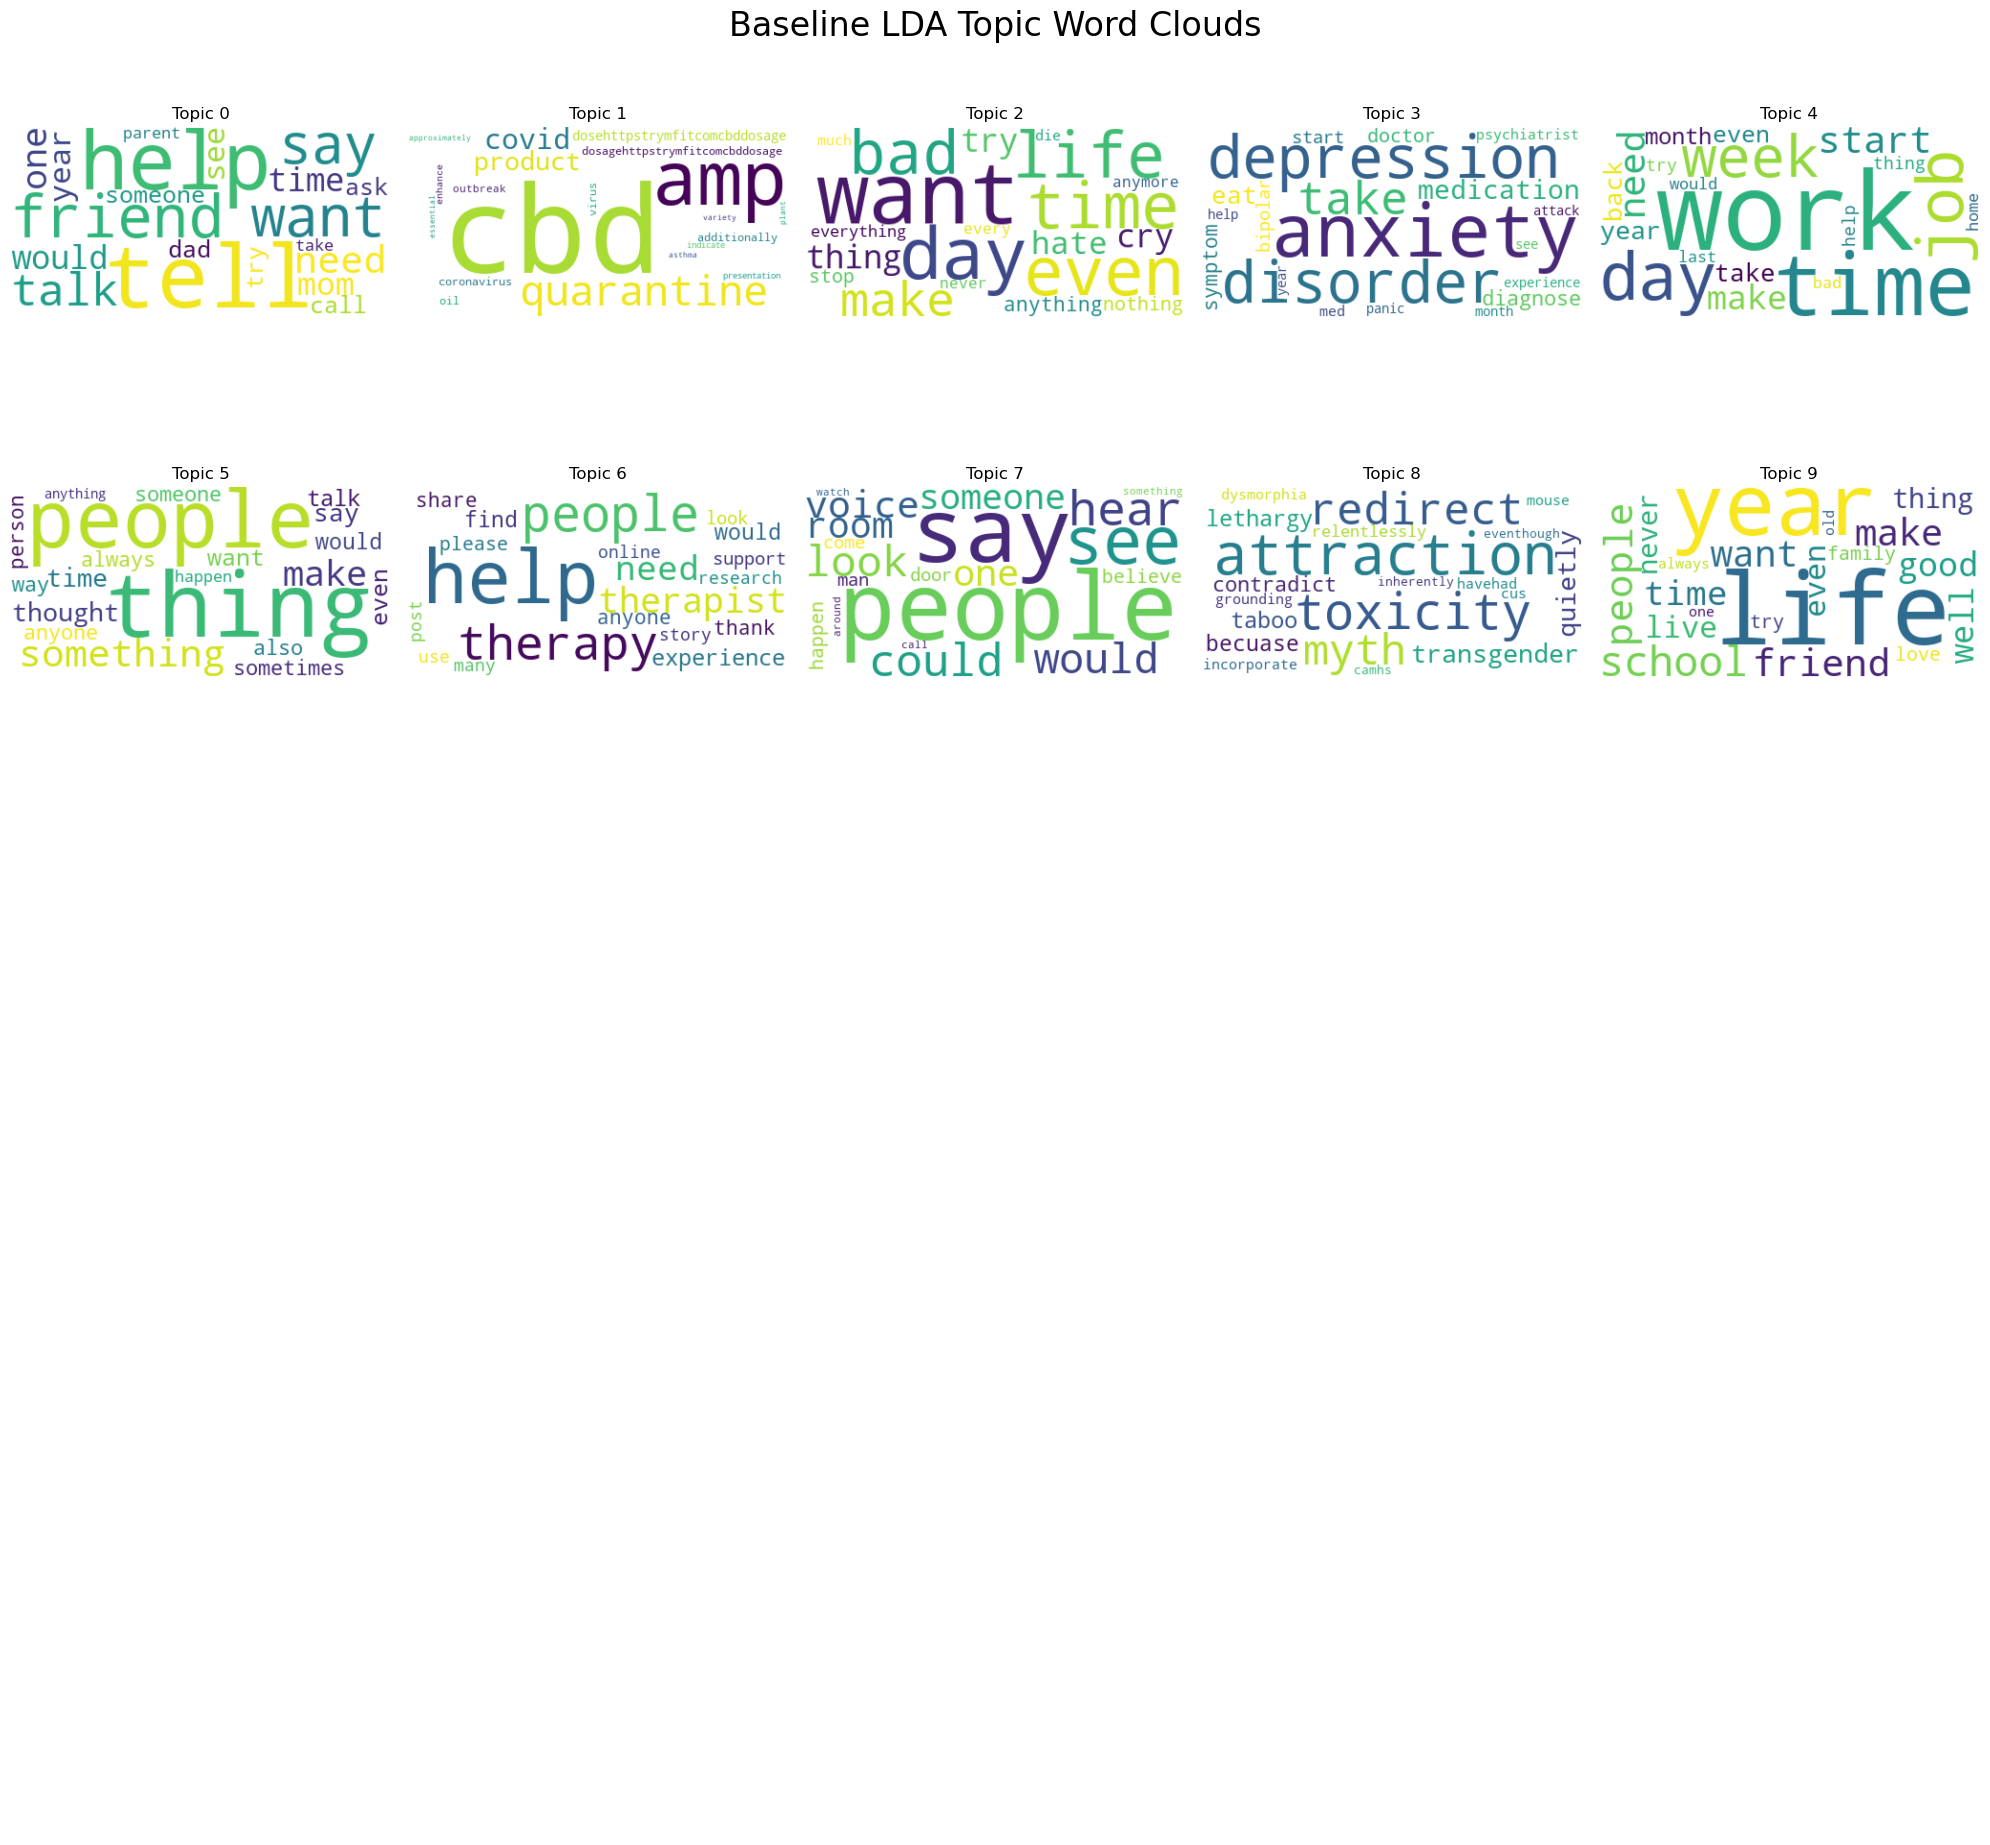 Baseline LDA Topic Word Clouds
Topic 0
one
year
parent
help
see
say
someone
time
ask
friend
want
would
dad
try
take
need
talk
tell
mom
call
Topic 1
approximately
covid
dosehttpstrymfitcomcbddosage
product
dosagehttpstrymfitcomcbddosage
enhance
outbreak
virus
amp
essential
cbd
variety
plant
additionally
indicate
asthma
coronavirus
quarantine
presentation
oil
Topic 2
much
bad
try
die
life
want
time
anymore
everything
every
thing
day
hate
cry
stop
never
even
make
anything
nothing
Topic 3
start
doctor
psychiatrist
depression
eat
bipolar
take
medication
help
anxiety
attack
symptom
see
disorder
year
experience
diagnose
med
panic
month
Topic 4
month
even
start
need
try
week
thing
back
would
work
job
year
help
home
last
day
take
bad
make
time
Topic 5
person
anything
someone
talk
people
say
always
want
would
way
time
happen
make
even
thought
thing
anyone
something
also
sometimes
Topic 6
share
find
people
look
would
please
online
support
help
need
research
therapist
post
anyone
therapy
story
thank
use
many
experience
Topic 7
watch
voice
someone
something
room
say
hear
come
see
look
door
one
believe
man
happen
around
people
call
could
would
Topic 8
dysmorphia
redirect
mouse
lethargy
relentlessly
eventhough
attraction
quietly
contradict
inherently
havehad
grounding
cus
taboo
toxicity
becuase
myth
transgender
incorporate
camhs
Topic 9
people
never
year
thing
old
make
want
even
family
always
good
time
one
life
well
live
try
school
friend
love